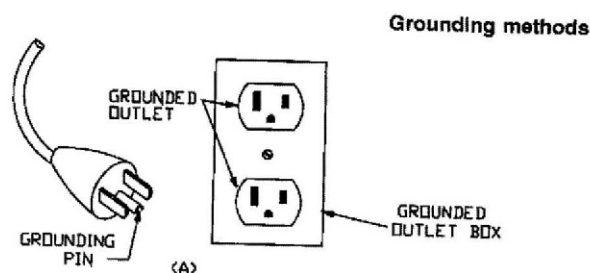 Grounding methods
GROUNDED
OUTLET
GROUNDED
OUTLET BOX
GROUNDING
PIN
(A)